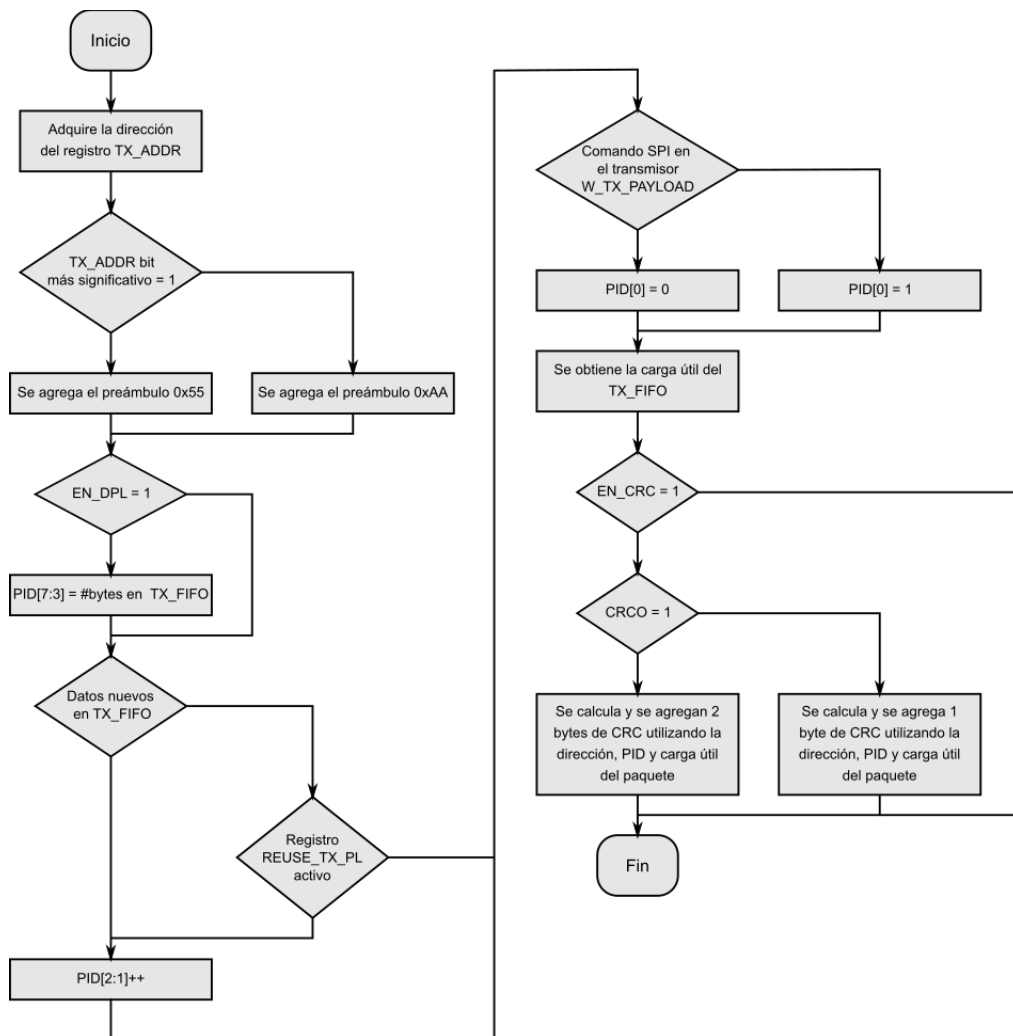 Inicio
Adquire la dirección
del registro TX_ADDR
TX_ADDR bit
más significativo = 1
Se agrega el preámbulo 0x55
Se agrega el preámbulo 0xAA
EN_DPL = 1
PID[7:3] = #bytes en TX_FIFO
Datos nuevos
en TX_FIFO
Registro
REUSE_TX_PL
activo
PID[2:1]++
Comando SPI en
el transmisor
W_TX_PAYLOAD
PID[0] = 0
PID[0] = 1
Se obtiene la carga útil del
TX_FIFO
EN_CRC = 1
CRCO = 1
Se calcula y se agregan 2
bytes de CRC utilizando la
dirección, PID y carga útil
del paquete
Se calcula y se agrega 1
byte de CRC utilizando la
dirección, PID y carga útil
del paquete
Fin